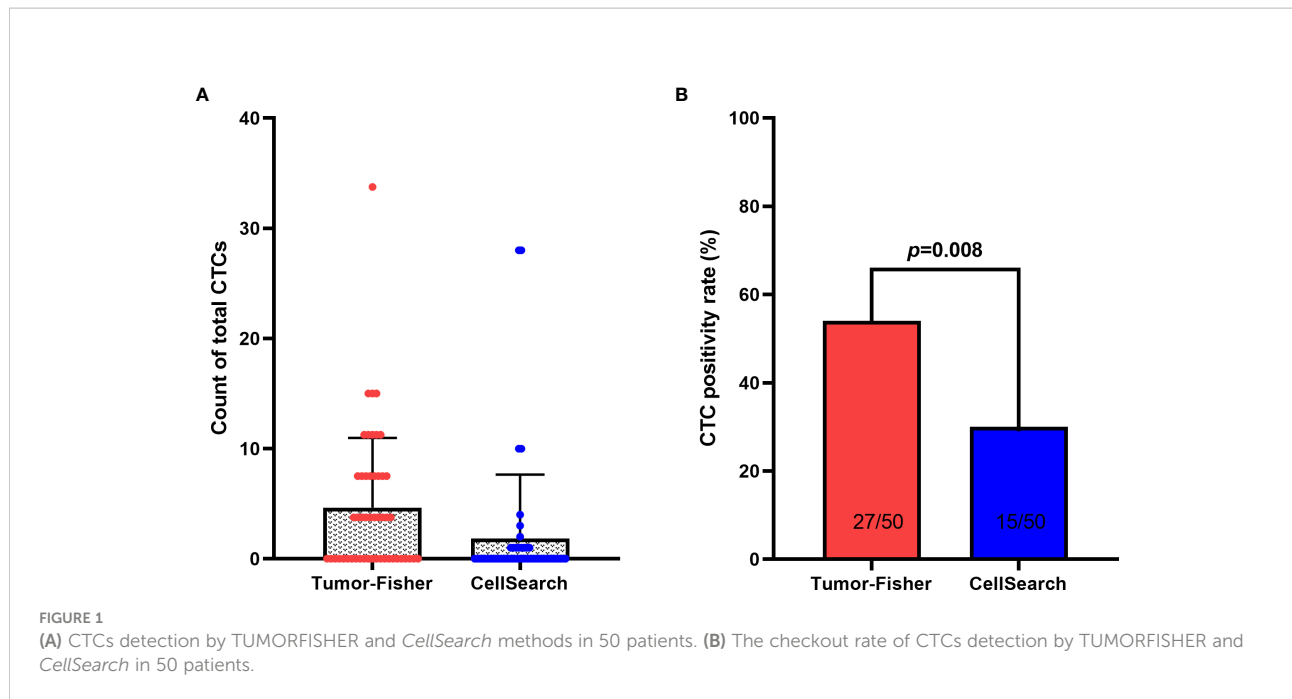 A
Count of total CTCs
40
30
20
10
0
Tumor-Fisher
CellSearch
B
CTC positivity rate (%)
100
80
60
40
20
0
p=0.008
27/50
15/50
Tumor-Fisher
CellSearch
FIGURE 1
(A) CTCs detection by TUMORFISHER and CellSearch methods in 50 patients. (B) The checkout rate of CTCs detection by TUMORFISHER and
CellSearch in 50 patients.